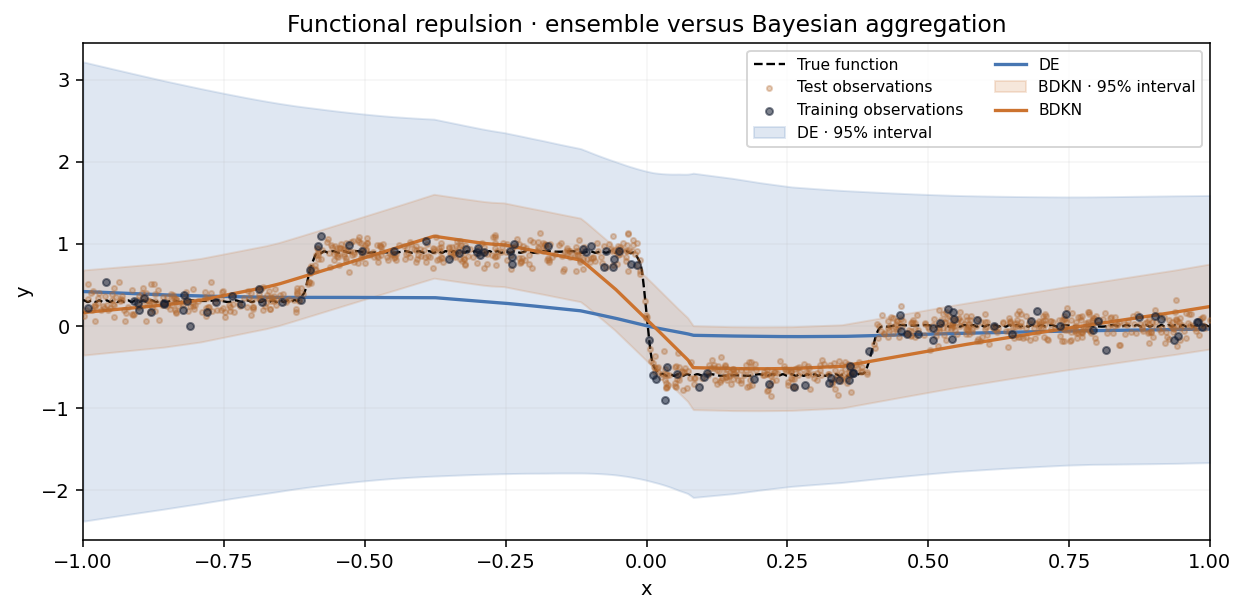 Functional repulsion · ensemble versus Bayesian aggregation
True function
Test observations
Training observations
DE · 95% interval
DE
BDKN · 95% interval
BDKN
y
3
2
1
0
−1
−2
−1.00 −0.75 −0.50 −0.25 0.00 0.25 0.50 0.75 1.00
x